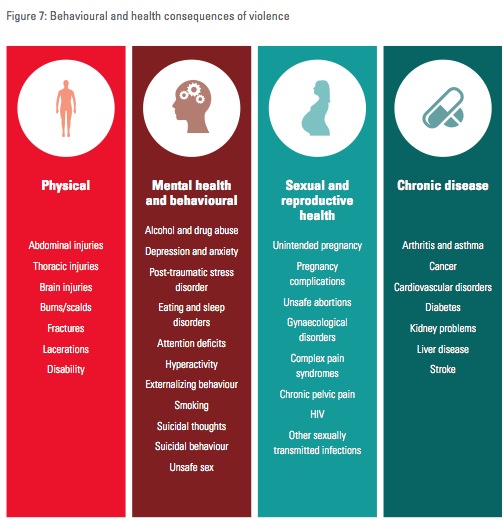 Figure 7: Behavioural and health consequences of violence
Physical
Abdominal injuries
Thoracic injuries
Brain injuries
Burns/scalds
Fractures
Lacerations
Disability
Mental health
and behavioural
Alcohol and drug abuse
Depression and anxiety
Post-traumatic stress
disorder
Eating and sleep
disorders
Attention deficits
Hyperactivity
Externalizing behaviour
Smoking
Suicidal thoughts
Suicidal behaviour
Unsafe sex
Sexual and
reproductive
health
Unintended pregnancy
Pregnancy
complications
Unsafe abortions
Gynaecological
disorders
Complex pain
syndromes
Chronic pelvic pain
HIV
Other sexually
transmitted infections
Chronic disease
Arthritis and asthma
Cancer
Cardiovascular disorders
Diabetes
Kidney problems
Liver disease
Stroke